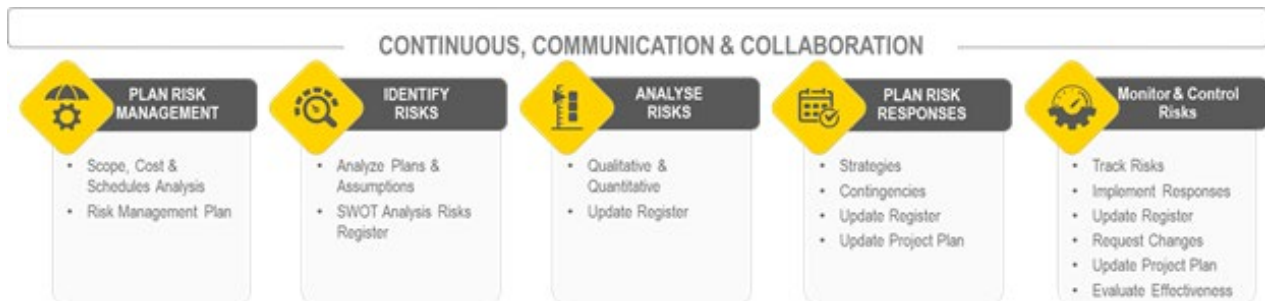 CONTINUOUS, COMMUNICATION & COLLABORATION
PLAN RISK
MANAGEMENT
• Scope, Cost &
Schedules Analysis
• Risk Management Plan
IDENTIFY
RISKS
• Analyze Plans &
Assumptions
• SWOT Analysis Risks
Register
ANALYSE
RISKS
• Qualitative &
Quantitative
• Update Register
PLAN RISK
RESPONSES
• Strategies
• Contingencies
• Update Register
• Update Project Plan
Monitor & Control
Risks
• Track Risks
• Implement Responses
• Update Register
• Request Changes
• Update Project Plan
• Evaluate Effectiveness